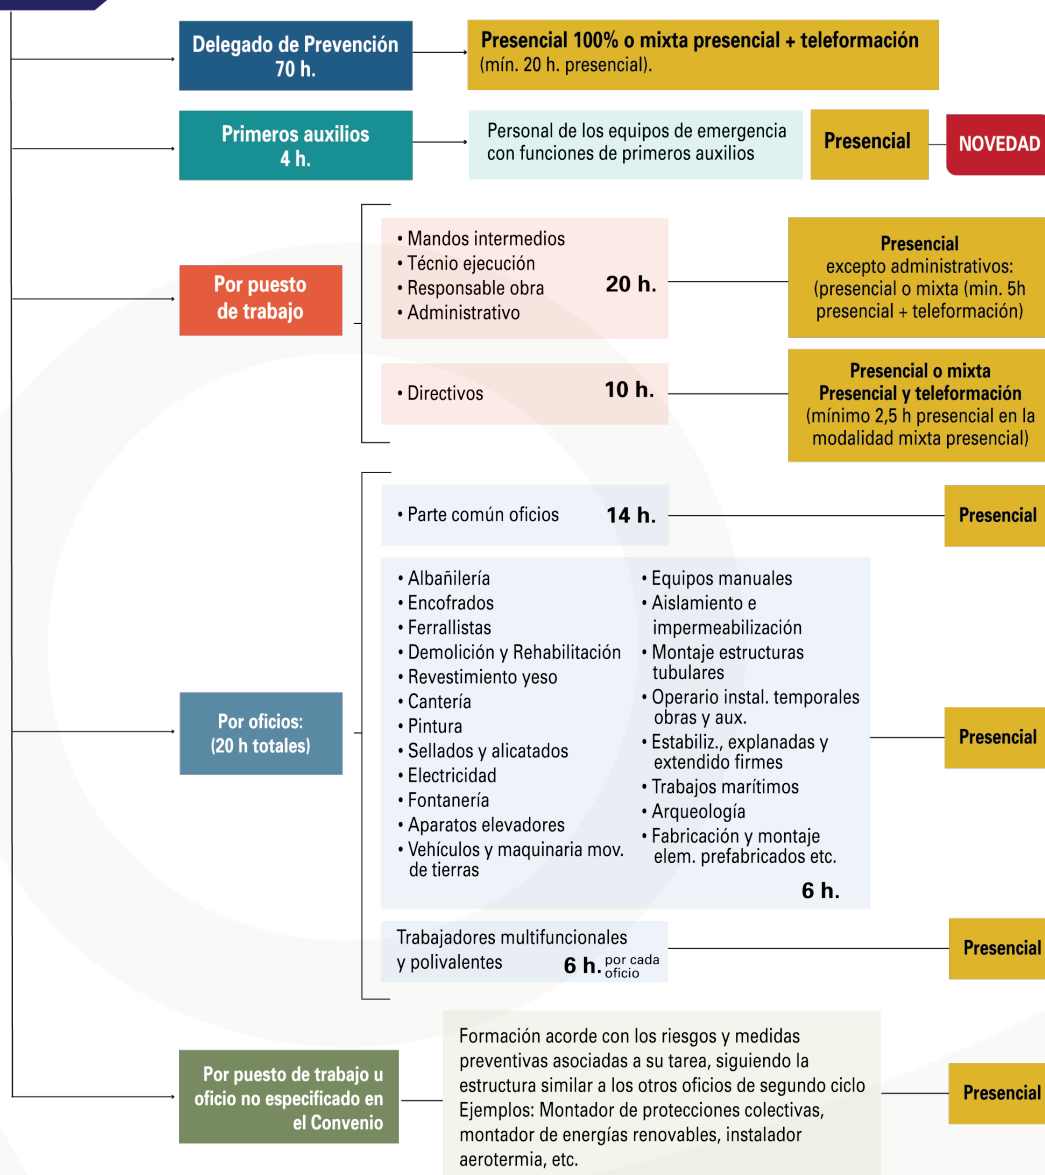 Delegado de Prevención
70 h.
Presencial 100% o mixta presencial + teleformación
(mín. 20 h. presencial).
Primeros auxilios
4 h.
Personal de los equipos de emergencia
con funciones de primeros auxilios
Presencial
NOVEDAD
Por puesto
de trabajo
• Mandos intermedios
• Técnio ejecución
• Responsable obra
• Administrativo
20 h.
Presencial
excepto administrativos:
(presencial o mixta (min. 5h
presencial + teleformación)
• Directivos
10 h.
Presencial o mixta
Presencial y teleformación
(mínimo 2,5 h presencial en la
modalidad mixta presencial)
Por oficios:
(20 h totales)
• Parte común oficios
14 h.
Presencial
• Albañilería
• Encofrados
• Ferrallistas
• Demolición y Rehabilitación
• Revestimiento yeso
• Cantería
• Pintura
• Sellados y alicatados
• Electricidad
• Fontanería
• Aparatos elevadores
• Vehículos y maquinaria mov.
de tierras
• Equipos manuales
• Aislamiento e
impermeabilización
• Montaje estructuras
tubulares
• Operario instal. temporales
obras y aux.
• Estabiliz., explanadas y
extendido firmes
• Trabajos marítimos
• Arqueología
• Fabricación y montaje
elem. prefabricados etc.
6 h.
Presencial
Trabajadores multifuncionales
y polivalentes
6 h. por cada
oficio
Presencial
Por puesto de trabajo u
oficio no especificado en
el Convenio
Formación acorde con los riesgos y medidas
preventivas asociadas a su tarea, siguiendo la
estructura similar a los otros oficios de segundo ciclo
Ejemplos: Montador de protecciones colectivas,
montador de energías renovables, instalador
aerotermia, etc.
Presencial